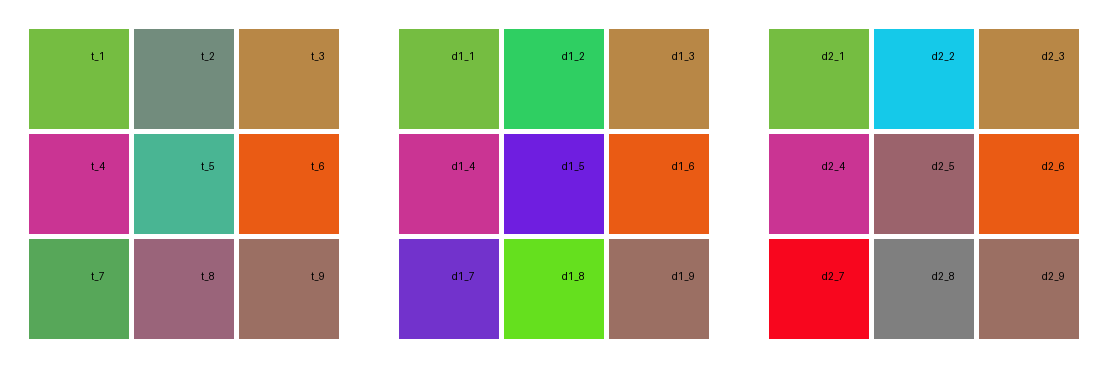 t_1 t_2 t_3 d1_1 d1_2 d1_3 d2_1 d2_2 d2_3
t_4 t_5 t_6 d1_4 d1_5 d1_6 d2_4 d2_5 d2_6
t_7 t_8 t_9 d1_7 d1_8 d1_9 d2_7 d2_8 d2_9